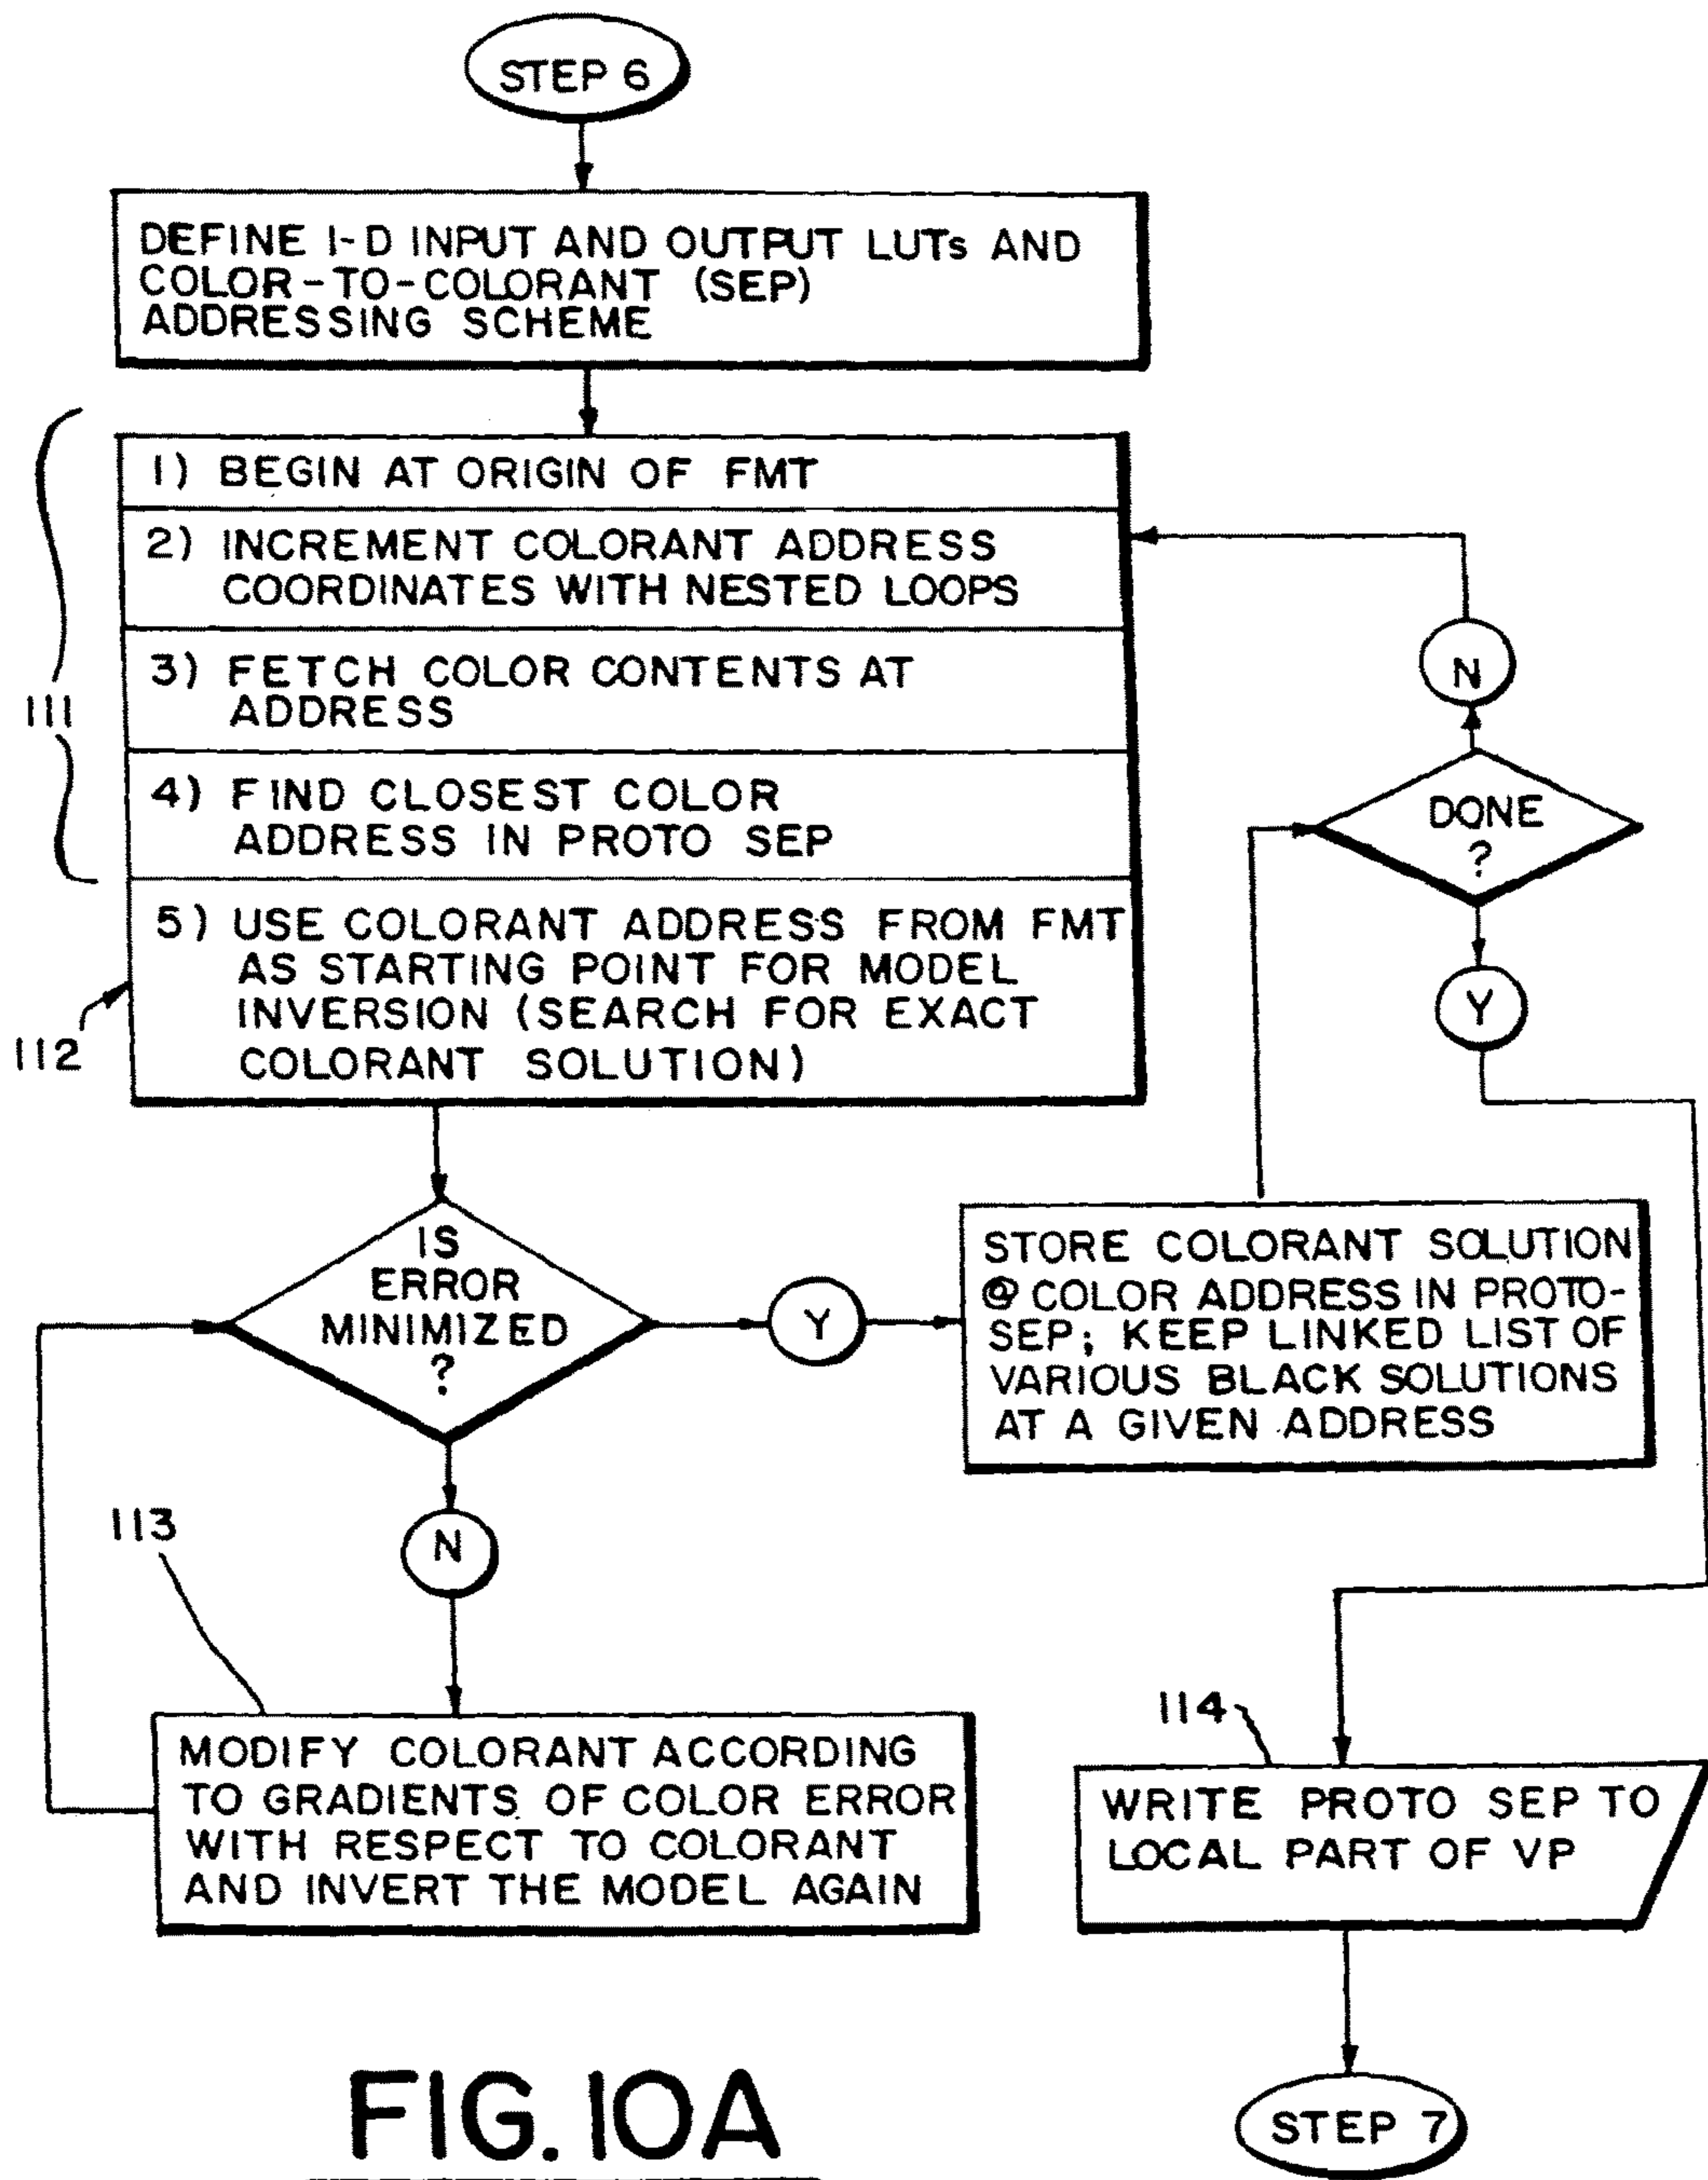 STEP 6
DEFINE 1-D INPUT AND OUTPUT LUTs AND
COLOR-TO-COLORANT (SEP)
ADDRESSING SCHEME
1) BEGIN AT ORIGIN OF FMT
2) INCREMENT COLORANT ADDRESS
COORDINATES WITH NESTED LOOPS
3) FETCH COLOR CONTENTS AT
ADDRESS
111
4) FIND CLOSEST COLOR
ADDRESS IN PROTO SEP
5) USE COLORANT ADDRESS FROM FMT
AS STARTING POINT FOR MODEL
INVERSION (SEARCH FOR EXACT
COLORANT SOLUTION)
112
N
DONE
?
Y
IS
ERROR
MINIMIZED
?
Y
STORE COLORANT SOLUTION
@ COLOR ADDRESS IN PROTO-
SEP; KEEP LINKED LIST OF
VARIOUS BLACK SOLUTIONS
AT A GIVEN ADDRESS
N
113
MODIFY COLORANT ACCORDING
TO GRADIENTS OF COLOR ERROR
WITH RESPECT TO COLORANT
AND INVERT THE MODEL AGAIN
114
WRITE PROTO SEP TO
LOCAL PART OF VP
STEP 7
FIG. 10A